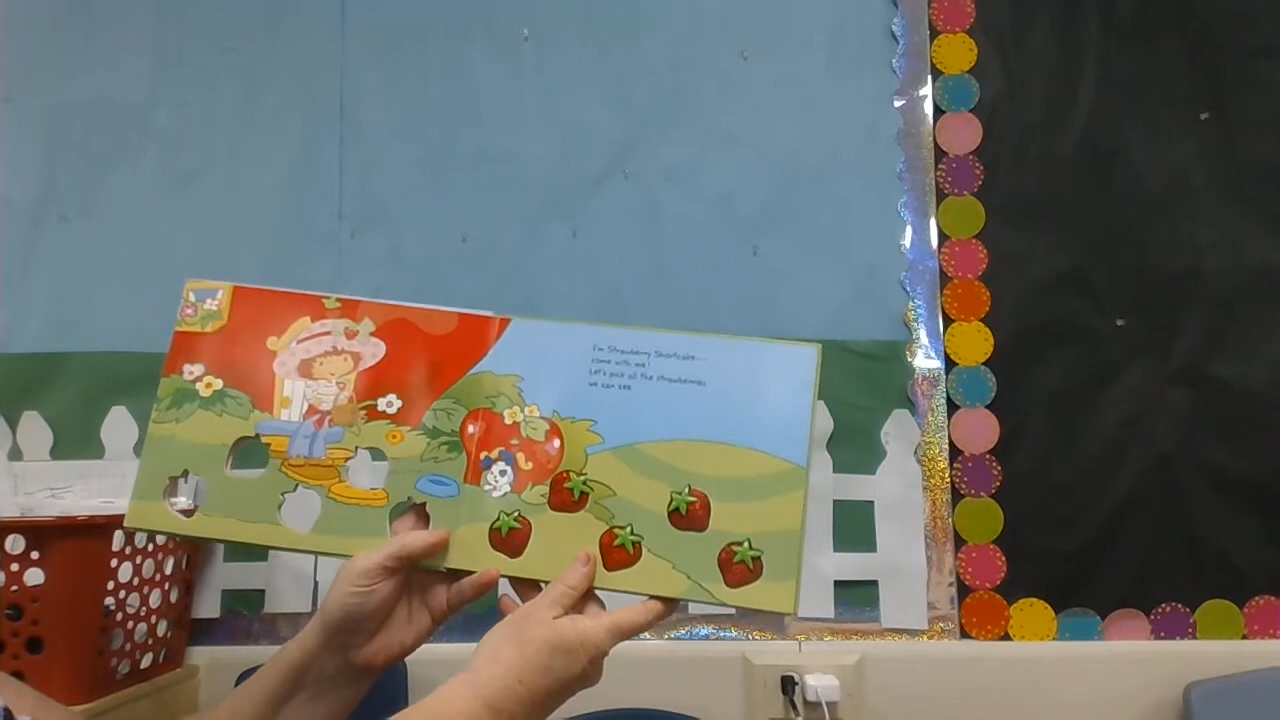 I'm Strawberry Shortcake...
come with me!
Let's pick all the strawberries
we can see.